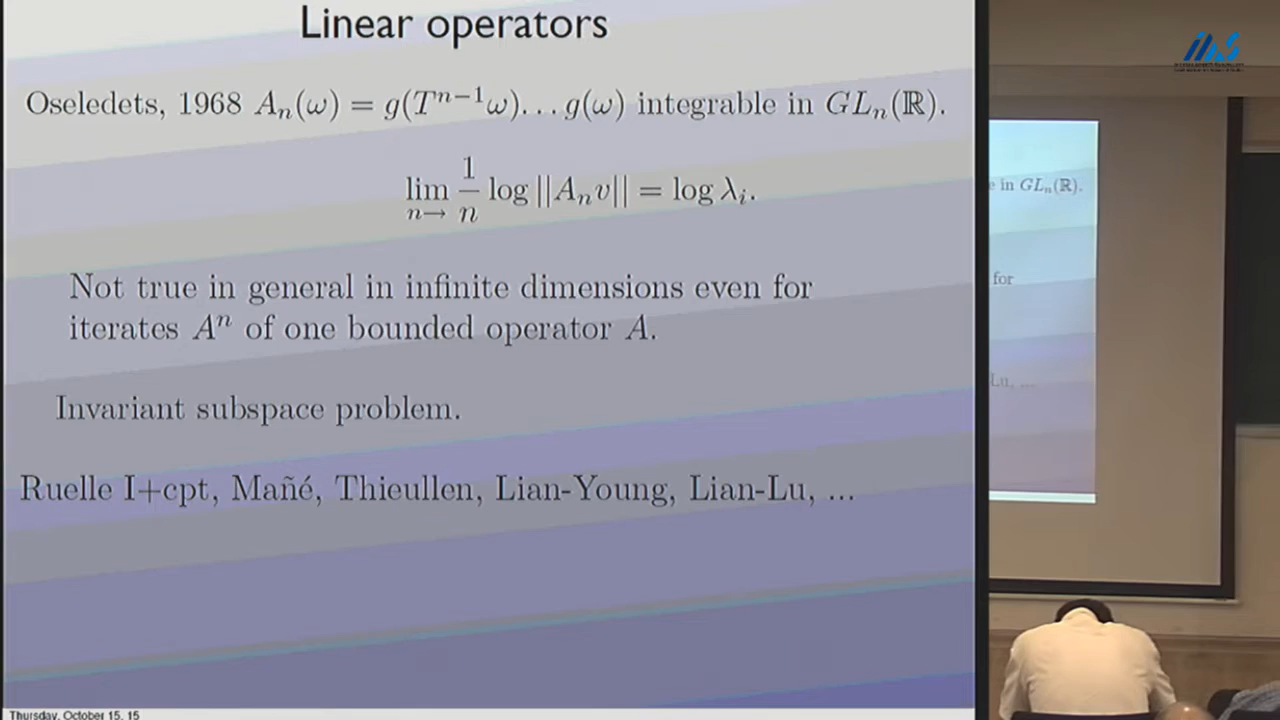 Linear operators
Oseledets, 1968 $A_n(\omega) = g(T^{n-1}\omega)\ldots g(\omega)$ integrable in $GL_n(\mathbb{R})$.
$\lim_{n\to} \frac{1}{n} \log ||A_n v|| = \log \lambda_i.$
Not true in general in infinite dimensions even for
iterates $A^n$ of one bounded operator $A$.
Invariant subspace problem.
Ruelle I+cpt, Mañé, Thieullen, Lian-Young, Lian-Lu, ...
Thursday, October 15, 15
e in $GL_n(\mathbb{R})$.
for
Lu, ...